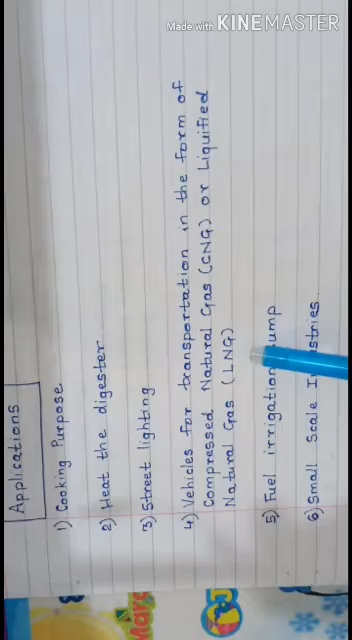 Made with KINEMASTER
Applications
1) Cooking Purpose
2) Heat the digester
3) Street lighting
4) Vehicles for transportation in the form of
Compressed Natural Gas (CNG) or Liquified
Natural Gas (LNG)
5) Fuel irrigation
6) Small Scale